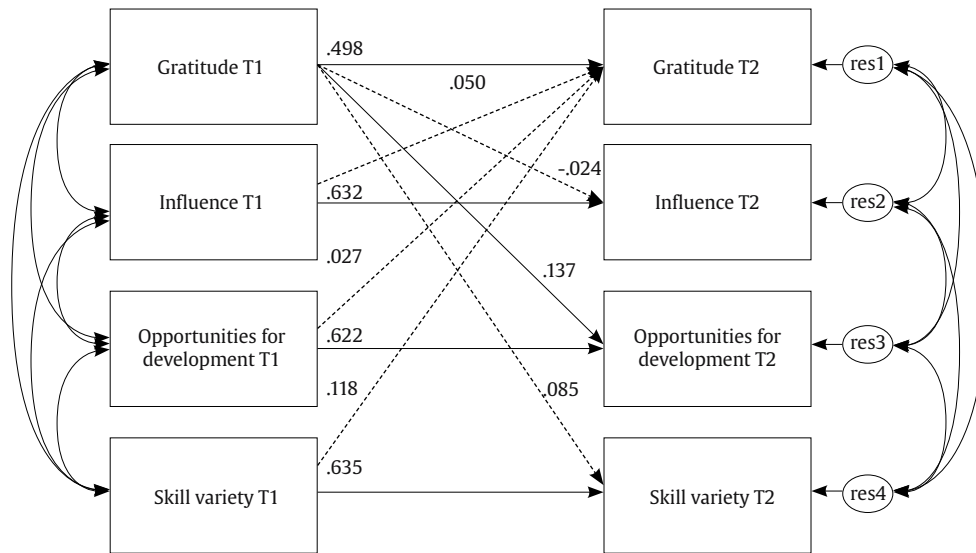 .498
Gratitude T1
Gratitude T2
res1
.050
-.024
Influence T1
.632
Influence T2
res2
.027
.137
Opportunities for
development T1
.622
Opportunities for
development T2
res3
.118
.085
.635
Skill variety T1
Skill variety T2
res4